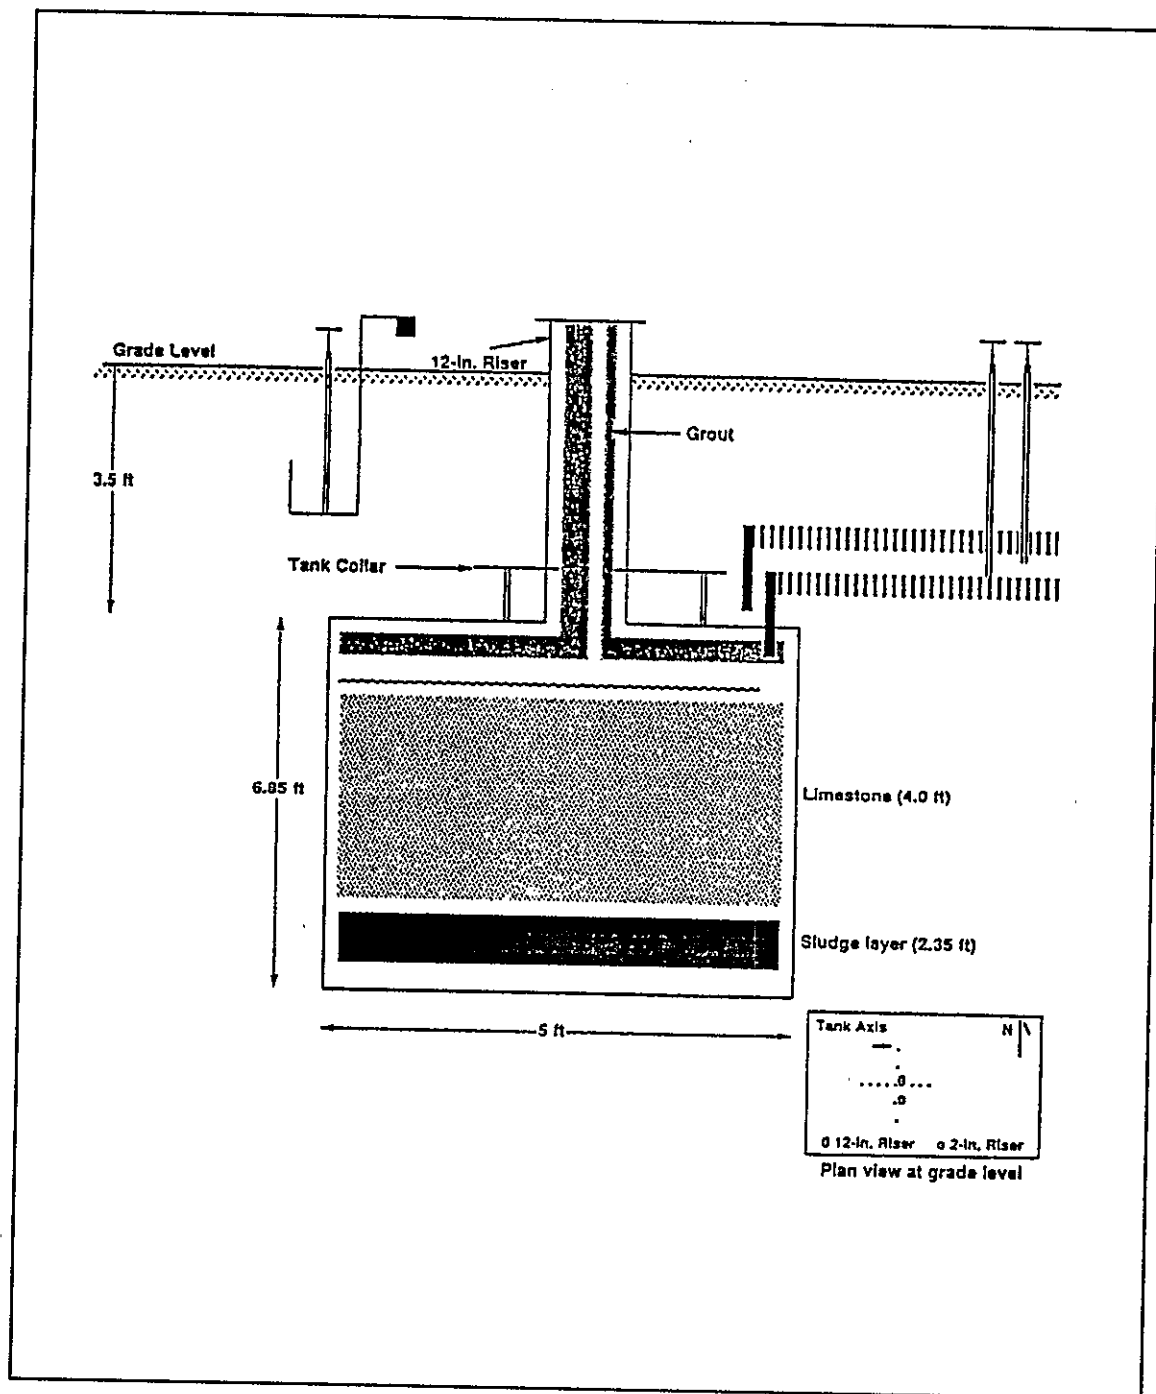 Grade Level
12-in. Riser
Grout
3.5 ft
Tank Collar
6.85 ft
Limestone (4.0 ft)
Sludge layer (2.35 ft)
5 ft
Tank Axis
N
0 12-in. Riser o 2-in. Riser
Plan view at grade level